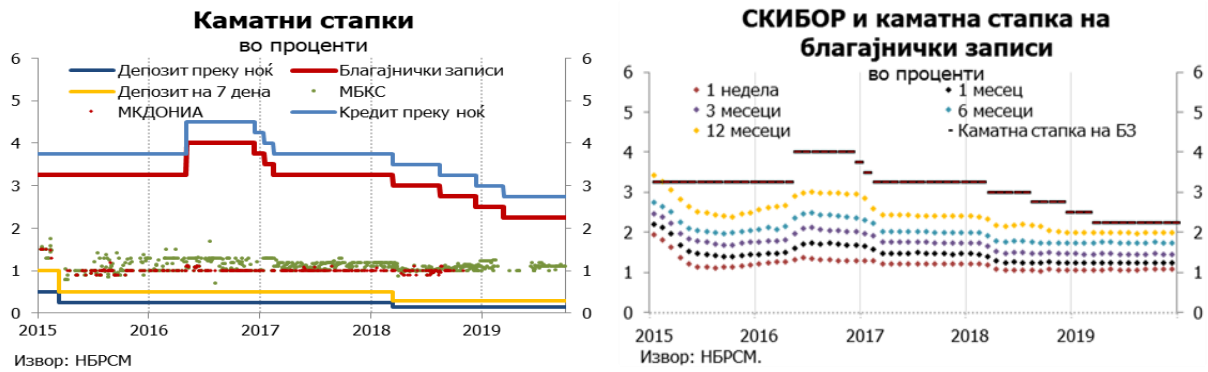 Каматни стапки
во проценти
6 6
5 5
4 4
3 3
2 2
1 1
0 0
Депозит преку ноќ Благајнички записи
Депозит на 7 дена МБКС
МКДОНИА Кредит преку ноќ
2015 2016 2017 2018 2019
Извор: НБРСМ
СКИБОР и каматна стапка на
благајнички записи
во проценти
6 6
5 5
4 4
3 3
2 2
1 1
0 0
1 недела 1 месец
3 месеци 6 месеци
12 месеци Каматна стапка на БЗ
2015 2016 2017 2018 2019
Извор: НБРСМ.